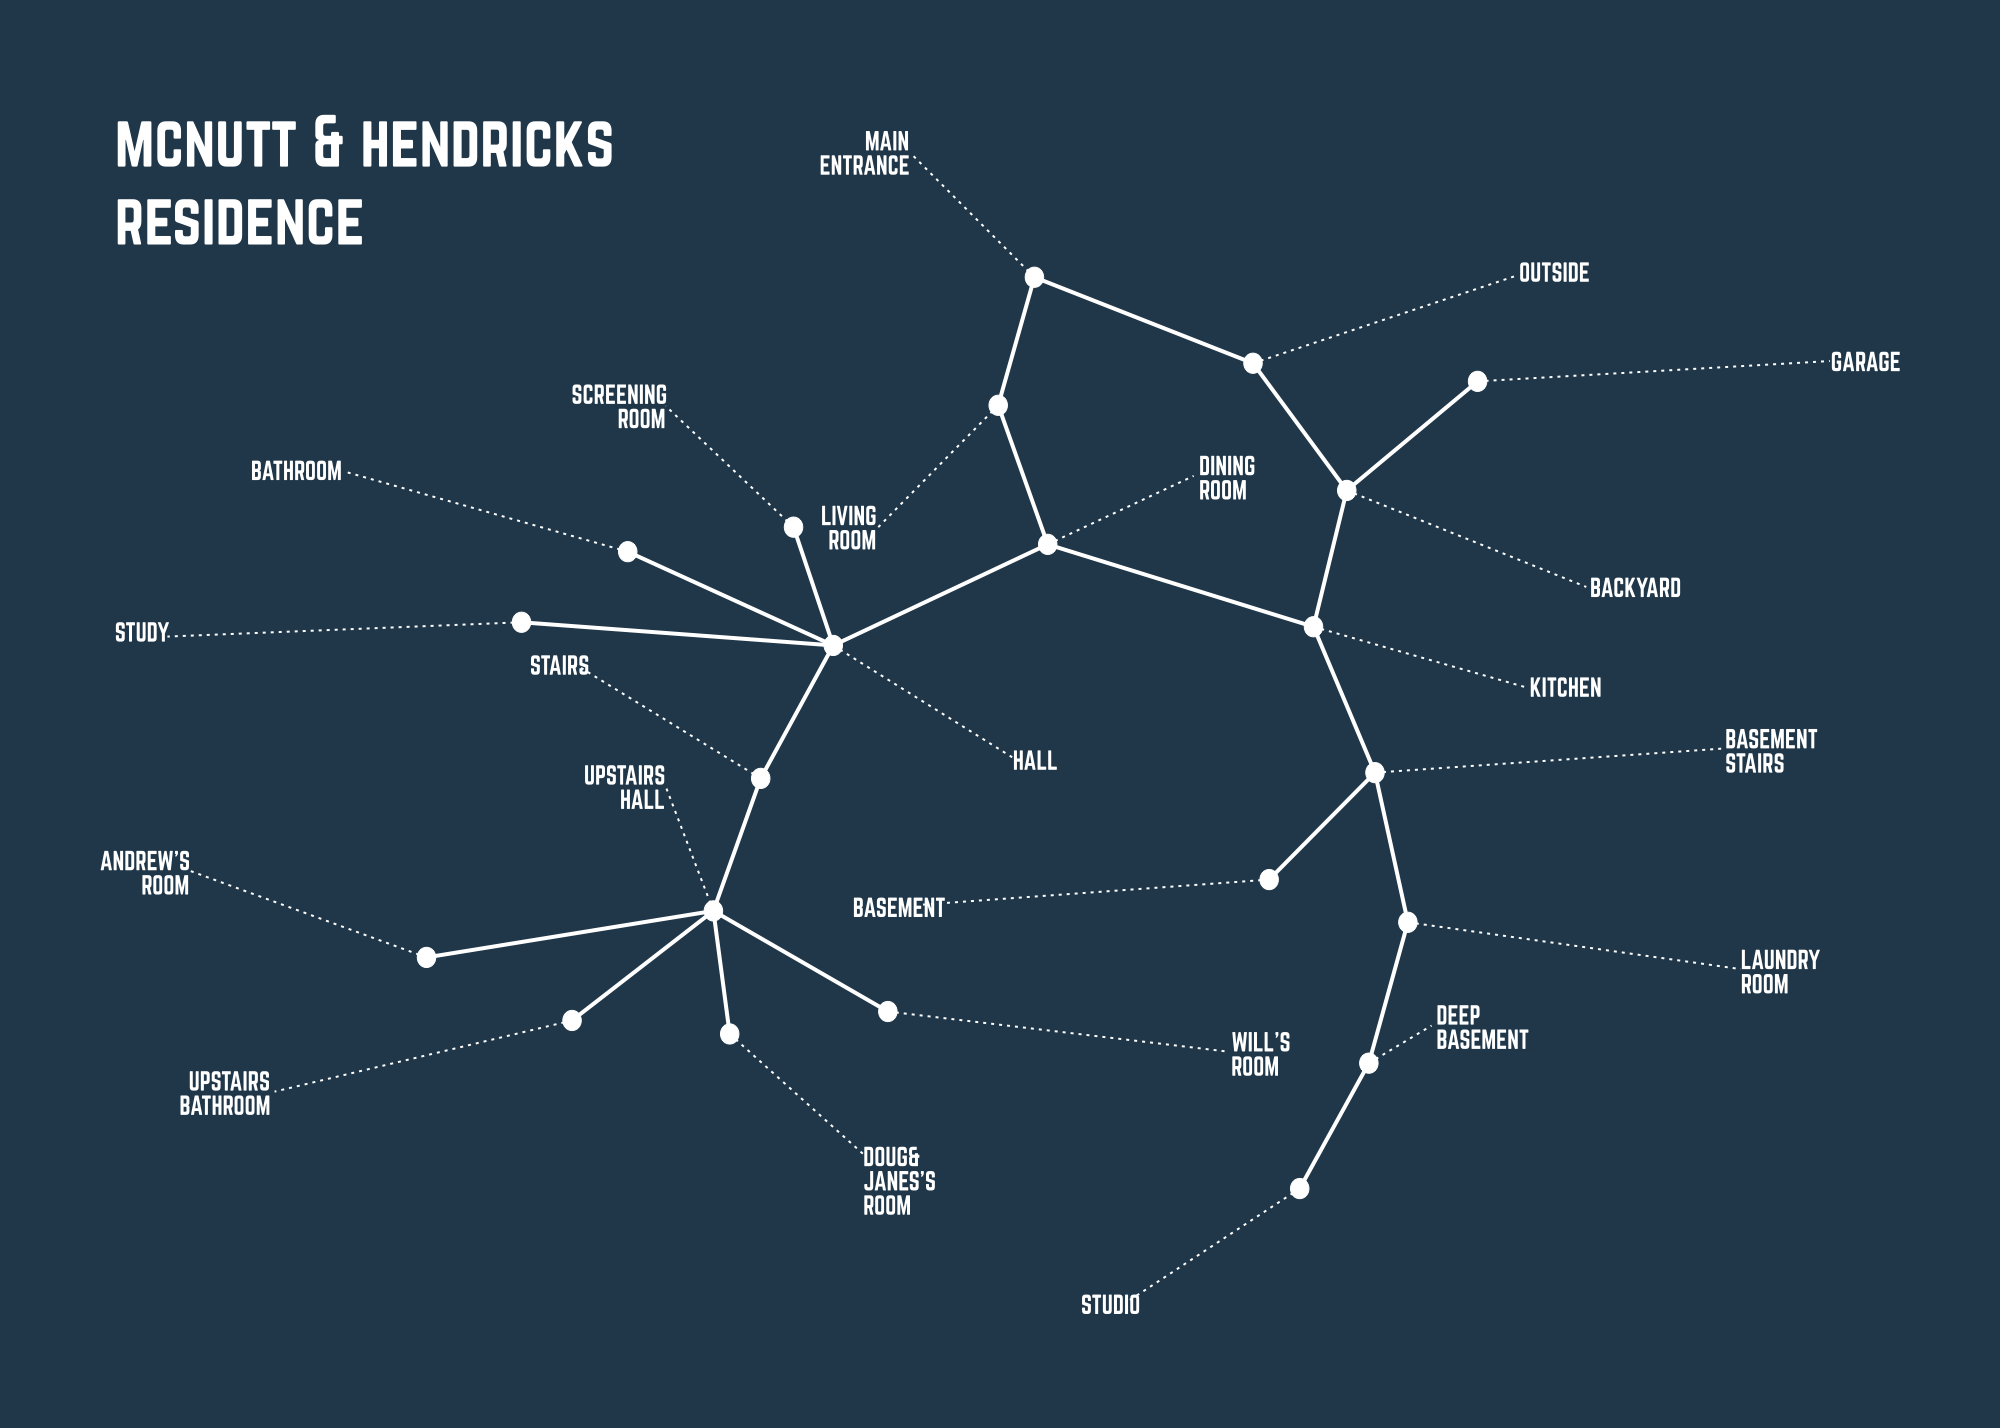 MCNUTT & HENDRICKS
RESIDENCE
MAIN
ENTRANCE
OUTSIDE
GARAGE
SCREENING
ROOM
BATHROOM
DINING
ROOM
LIVING
ROOM
BACKYARD
STUDY
STAIRS
KITCHEN
HALL
BASEMENT
STAIRS
UPSTAIRS
HALL
ANDREW'S
ROOM
BASEMENT
LAUNDRY
ROOM
DEEP
BASEMENT
WILL'S
ROOM
UPSTAIRS
BATHROOM
DOUG&
JANES'S
ROOM
STUDIO